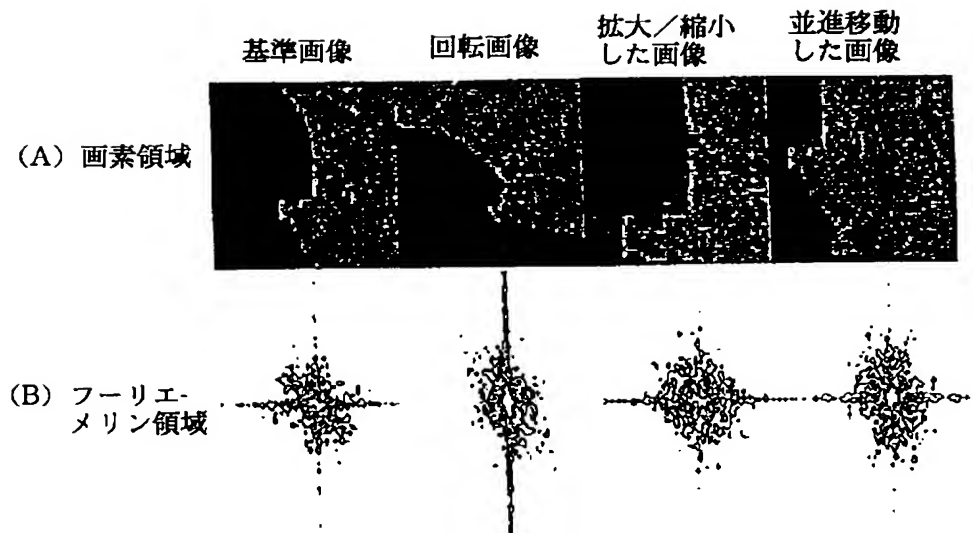 基準画像
回転画像
拡大/縮小
した画像
並進移動
した画像
(A) 画素領域
(B) フーリエ-
メリン領域